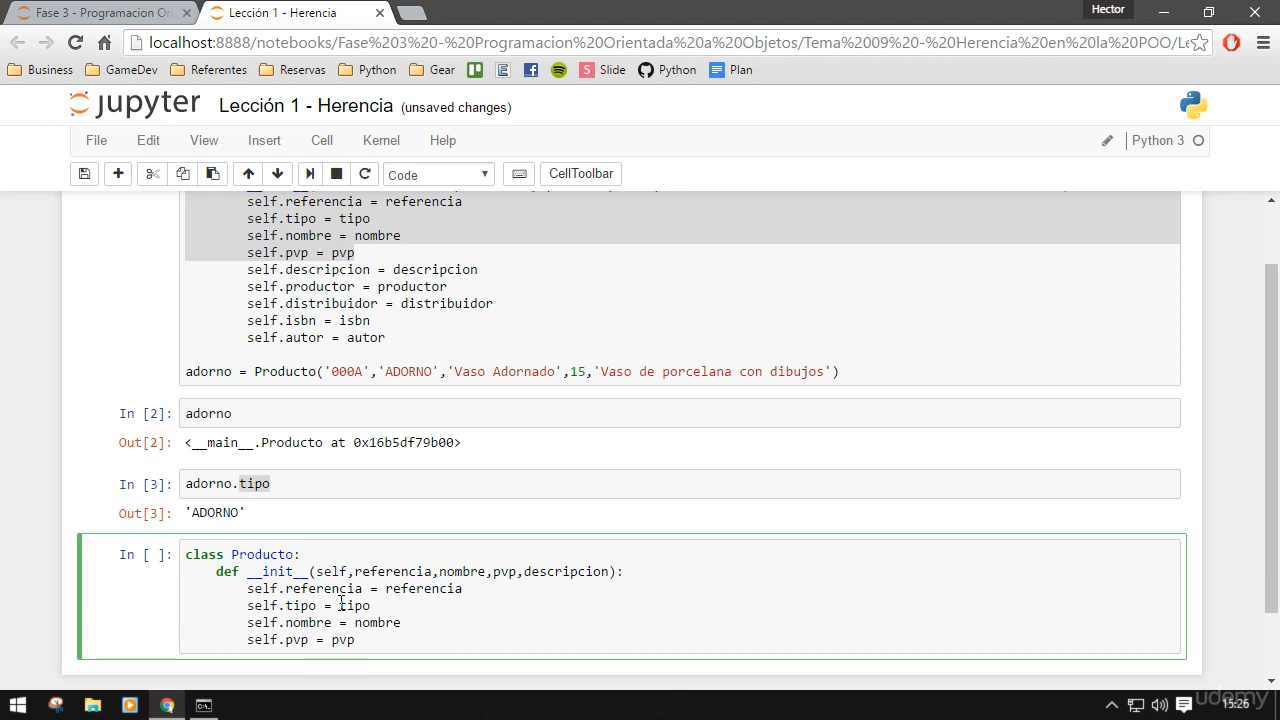 Fase 3 - Programacion On
Lección 1 - Herencia
Hector
localhost:8888/notebooks/Fase%203%20-%20Programacion%20Orientada%20a%20Objetos/Tema%2009%20-%20Herencia%20en%20la%20POO/Le
Business GameDev Referentes Reservas Python Gear Slide Python Plan
jupyter Lección 1 - Herencia (unsaved changes)
File Edit View Insert Cell Kernel Help Python 3
Code CellToolbar
self.referencia = referencia
self.tipo = tipo
self.nombre = nombre
self.pvp = pvp
self.descripcion = descripcion
self.productor = productor
self.distribuidor = distribuidor
self.isbn = isbn
self.autor = autor
adorno = Producto('000A','ADORNO','Vaso Adornado',15,'Vaso de porcelana con dibujos')
In [2]: adorno
Out[2]: <__main__.Producto at 0x16b5df79b00>
In [3]: adorno.tipo
Out[3]: 'ADORNO'
In [ ]: class Producto:
def __init__(self,referencia,nombre,pvp,descripcion):
self.referencia = referencia
self.tipo = tipo
self.nombre = nombre
self.pvp = pvp
udemy
15:26